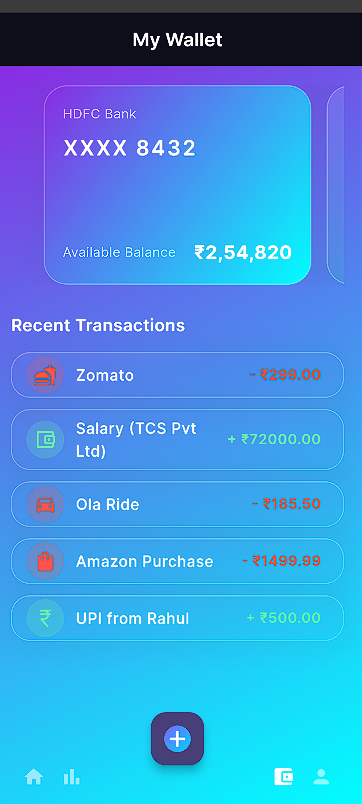 My Wallet
HDFC Bank
XXXX 8432
Available Balance ₹2,54,820
Recent Transactions
Zomato - ₹299.00
Salary (TCS Pvt
Ltd) + ₹72000.00
Ola Ride - ₹185.50
Amazon Purchase - ₹1499.99
UPI from Rahul + ₹500.00